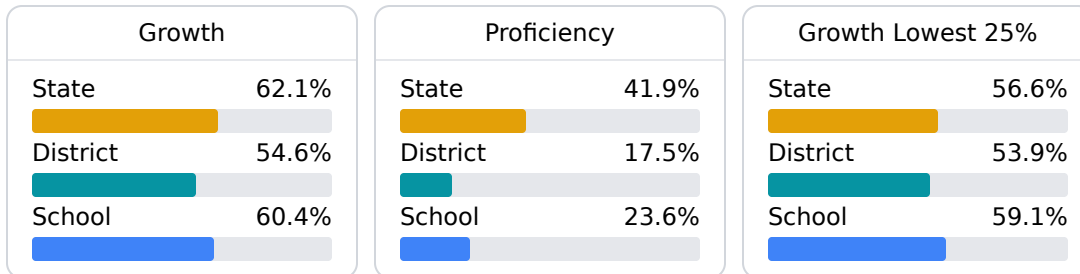 Growth
State 62.1%
District 54.6%
School 60.4%
Proficiency
State 41.9%
District 17.5%
School 23.6%
Growth Lowest 25%
State 56.6%
District 53.9%
School 59.1%